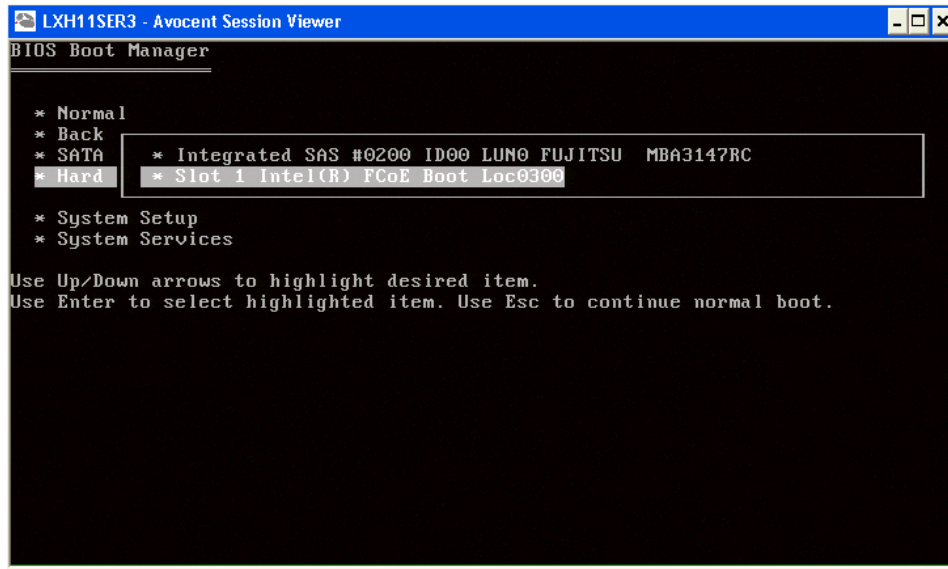 LXH11SER3 - Avocent Session Viewer
BIOS Boot Manager
* Normal
* Back
* SATA
* Integrated SAS #0200 ID00 LUN0 FUJITSU MBA3147RC
* Hard
* Slot 1 Intel(R) FCoE Boot Loc0300
* System Setup
* System Services
Use Up/Down arrows to highlight desired item.
Use Enter to select highlighted item. Use Esc to continue normal boot.